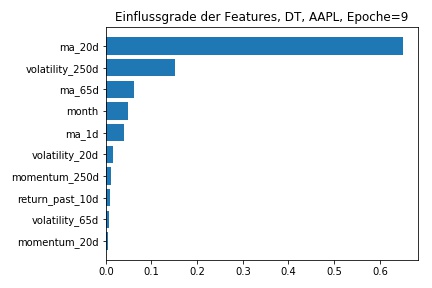 Einflussgrade der Features, DT, AAPL, Epoche=9
ma_20d
volatility_250d
ma_65d
month
ma_1d
volatility_20d
momentum_250d
return_past_10d
volatility_65d
momentum_20d
0.0 0.1 0.2 0.3 0.4 0.5 0.6